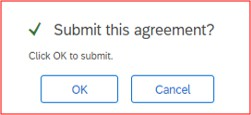 Submit this agreement?
Click OK to submit.
OK
Cancel